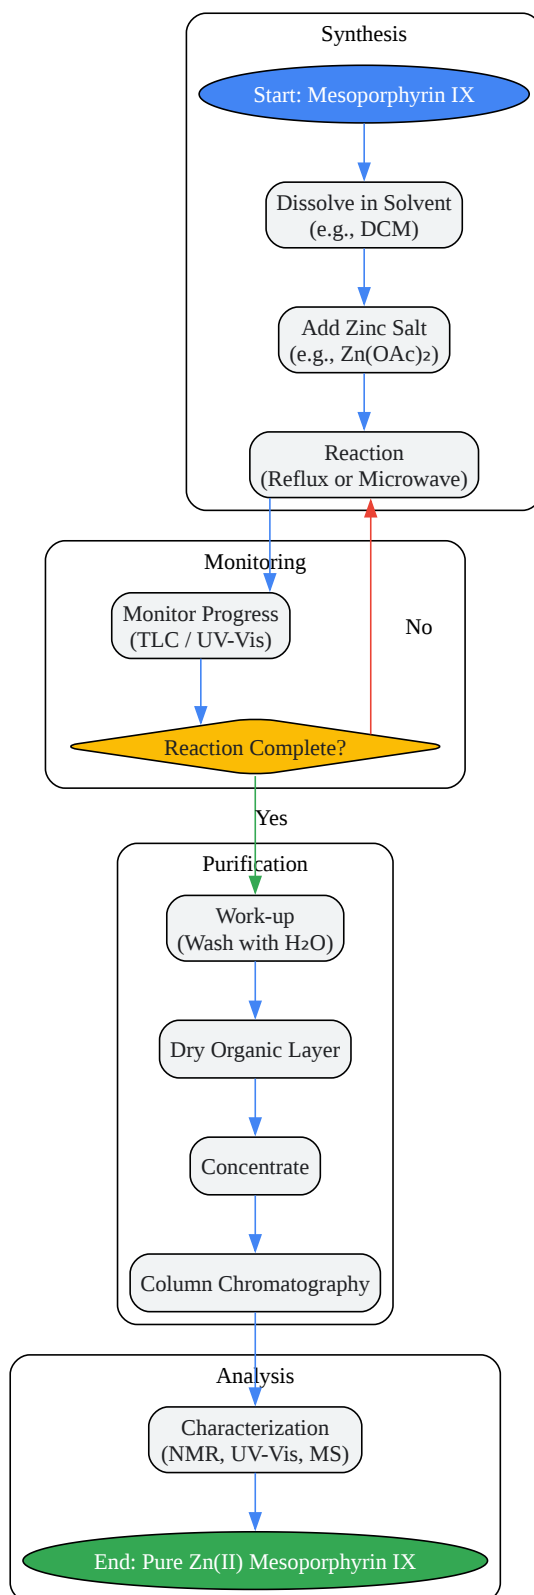 Synthesis
Start: Mesoporphyrin IX
Dissolve in Solvent
(e.g., DCM)
Add Zinc Salt
(e.g., Zn(OAc)₂)
Reaction
(Reflux or Microwave)
Monitoring
Monitor Progress
(TLC / UV-Vis)
No
Reaction Complete?
Yes
Purification
Work-up
(Wash with H₂O)
Dry Organic Layer
Concentrate
Column Chromatography
Analysis
Characterization
(NMR, UV-Vis, MS)
End: Pure Zn(II) Mesoporphyrin IX